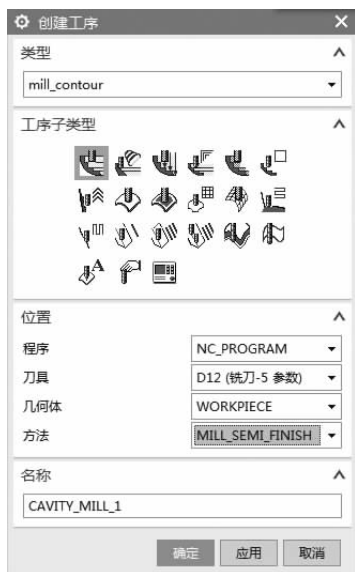 创建工序
类型
mill_contour
工序子类型
A
位置
程序 NC_PROGRAM
刀具 D12 (铣刀-5 参数)
几何体 WORKPIECE
方法 MILL_SEMI_FINISH
名称
CAVITY_MILL_1
确定 应用 取消